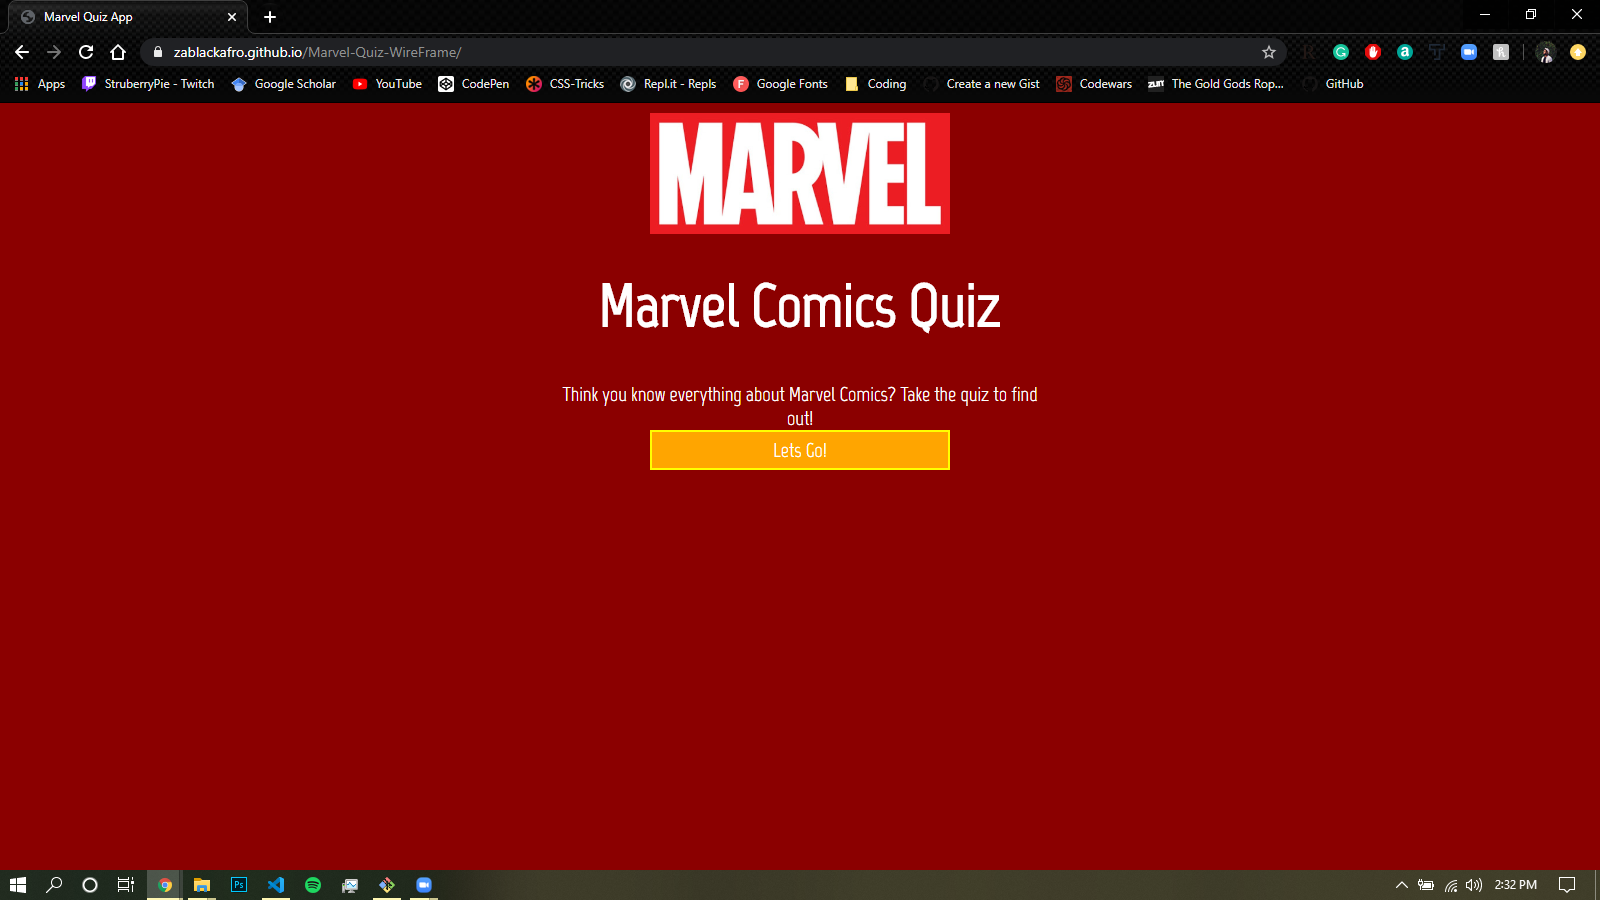 Marvel Quiz App
zablackafro.github.io/Marvel-Quiz-WireFrame/
Apps
StruberryPie - Twitch
Google Scholar
YouTube
CodePen
CSS-Tricks
Repl.it - Repls
Google Fonts
Coding
Create a new Gist
Codewars
The Gold Gods Rop...
GitHub
MARVEL
Marvel Comics Quiz
Think you know everything about Marvel Comics? Take the quiz to find
out!
Lets Go!
Ps
2:32 PM